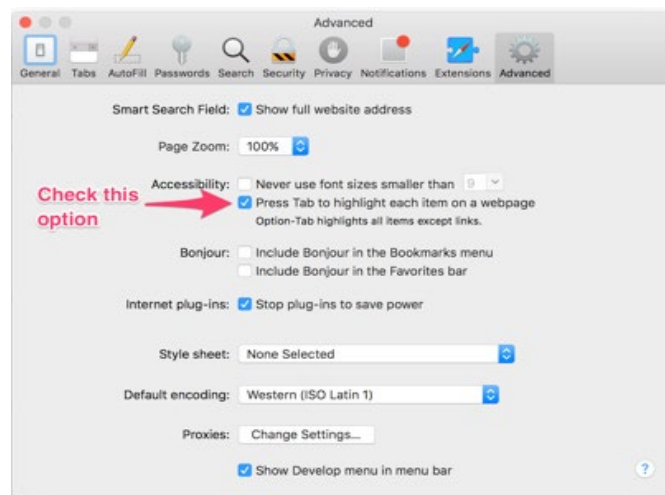 Advanced
General Tabs AutoFill Passwords Search Security Privacy Notifications Extensions Advanced
Smart Search Field: Show full website address
Page Zoom: 100%
Accessibility: Never use font sizes smaller than 9
Check this
option
Press Tab to highlight each item on a webpage
Option-Tab highlights all items except links.
Bonjour: Include Bonjour in the Bookmarks menu
Include Bonjour in the Favorites bar
Internet plug-ins: Stop plug-ins to save power
Style sheet: None Selected
Default encoding: Western (ISO Latin 1)
Proxies: Change Settings...
Show Develop menu in menu bar
?